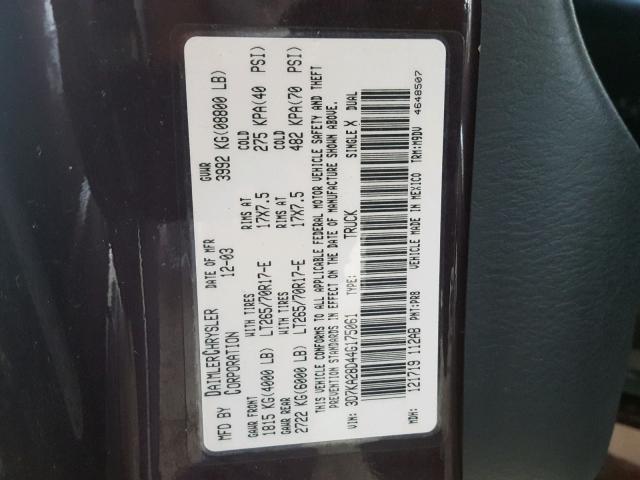 MFD BY DAIMLERCHRYSLER CORPORATION DATE OF MFR 12-03 GVWR 3992 KG(08800 LB)
GAWR FRONT WITH TIRES RIMS AT COLD
1815 KG(4000 LB) LT265/70R17-E 17X7.5 275 KPA(40 PSI)
GAWR REAR WITH TIRES RIMS AT COLD
2722 KG(6000 LB) LT265/70R17-E 17X7.5 482 KPA(70 PSI)
THIS VEHICLE CONFORMS TO ALL APPLICABLE FEDERAL MOTOR VEHICLE SAFETY AND THEFT
PREVENTION STANDARDS IN EFFECT ON THE DATE OF MANUFACTURE SHOWN ABOVE.
VIN: 3D7KA28D44G175061 TYPE: TRUCK SINGLE X DUAL
MDH: 121719 112AB PNT:PRB VEHICLE MADE IN MEXICO TRM:M9DV 4648507